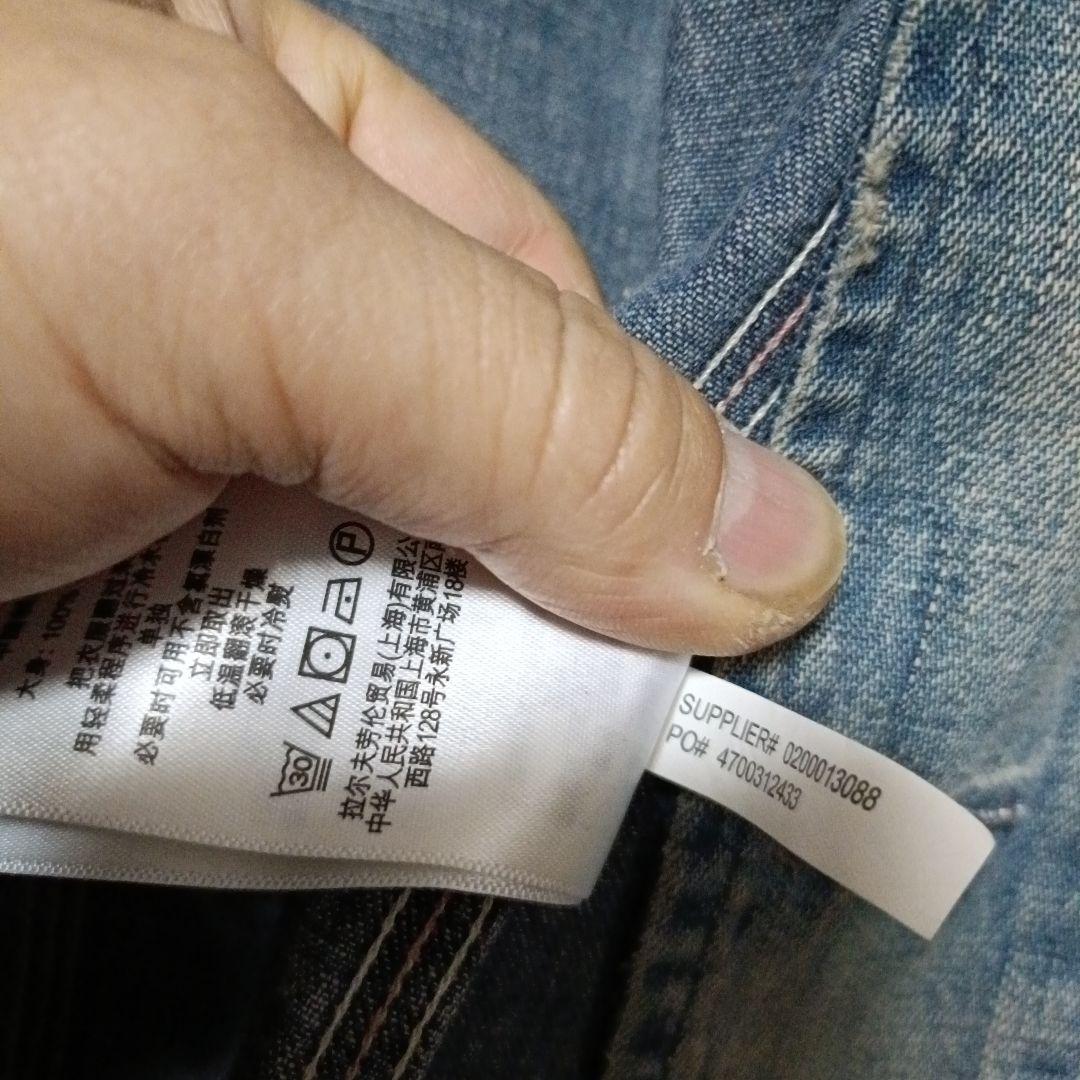 大身: 100%
把衣服翻过来
用轻柔程序进行冷水
单独
必要时可用不含氯漂白剂
立即取出
低温翻滚干燥
必要时冷熨
30
P
拉尔夫劳伦贸易(上海)有限公
中华人民共和国上海市黄浦区
西路128号永新广场18楼
SUPPLIER# 0200013088
PO# 4700312433